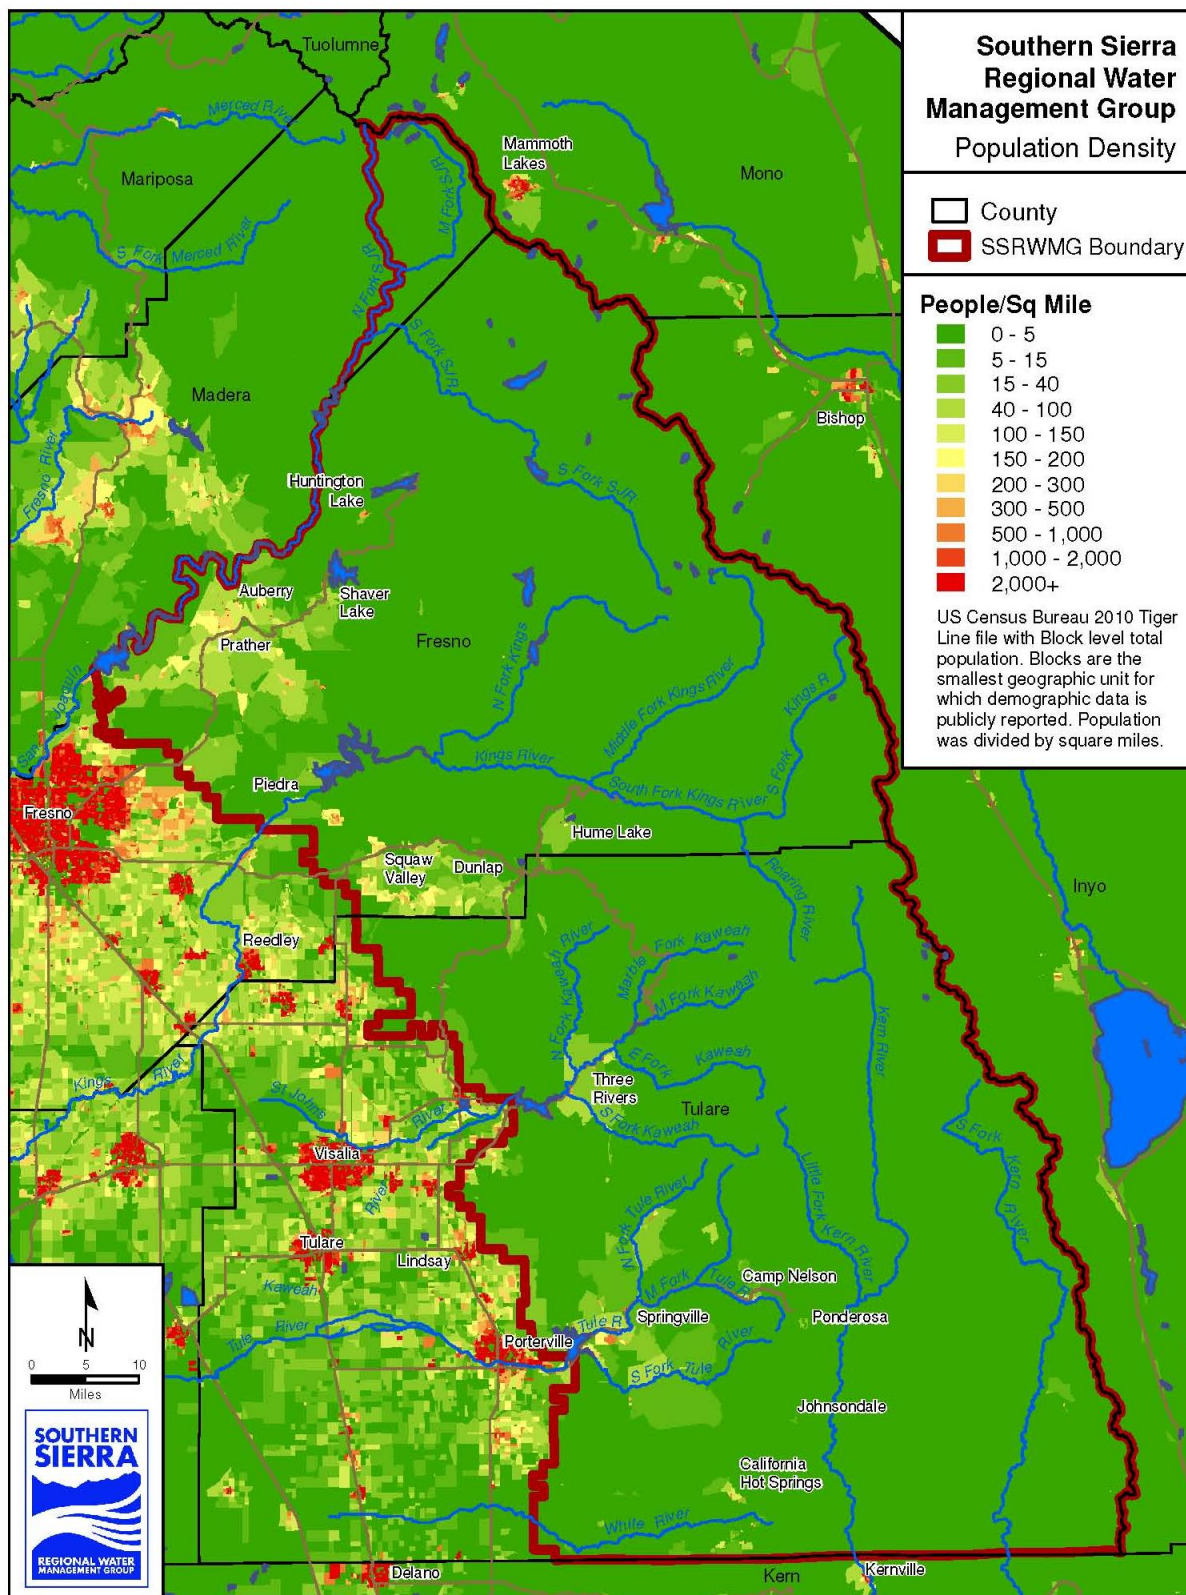 Southern Sierra
Regional Water
Management Group
Population Density
County
SSRWMG Boundary
People/Sq Mile
0 - 5
5 - 15
15 - 40
40 - 100
100 - 150
150 - 200
200 - 300
300 - 500
500 - 1,000
1,000 - 2,000
2,000+
US Census Bureau 2010 Tiger
Line file with Block level total
population. Blocks are the
smallest geographic unit for
which demographic data is
publicly reported. Population
was divided by square miles.
Tuolumne
Merced River
Mammoth
Lakes
M Fork SJR
Mono
Mariposa
S Fork Merced River
N Fork SJR
S Fork SJR
Madera
Bishop
Fresno River
Huntington
Lake
S Fork SJR
Auberry
Shaver
Lake
Prather
Fresno
N Fork Kings
Middle Fork Kings River
Kings R
S Fork
San Joaquin
Kings River
South Fork Kings River
Piedra
Fresno
Hume Lake
Squaw
Valley
Dunlap
Roaring River
Inyo
Reedley
N Fork Kaweah River
Marble
Fork Kaweah
M Fork Kaweah
Kern River
Kings
River
E Fork
Kaweah
Three
Rivers
St Johns
River
Tulare
S Fork Kaweah
S Fork
Kern River
Visalia
River
Little Fork Kern River
N Fork Tule River
Tulare
Lindsay
Kaweah
M Fork
Tule R
Camp Nelson
Springville
Ponderosa
Tule
River
Porterville
Tule R
S Fork Tule
River
Johnsondale
California
Hot Springs
White River
Delano
Kern
Kernville
N
0
5
10
Miles
SOUTHERN
SIERRA
REGIONAL WATER
MANAGEMENT GROUP